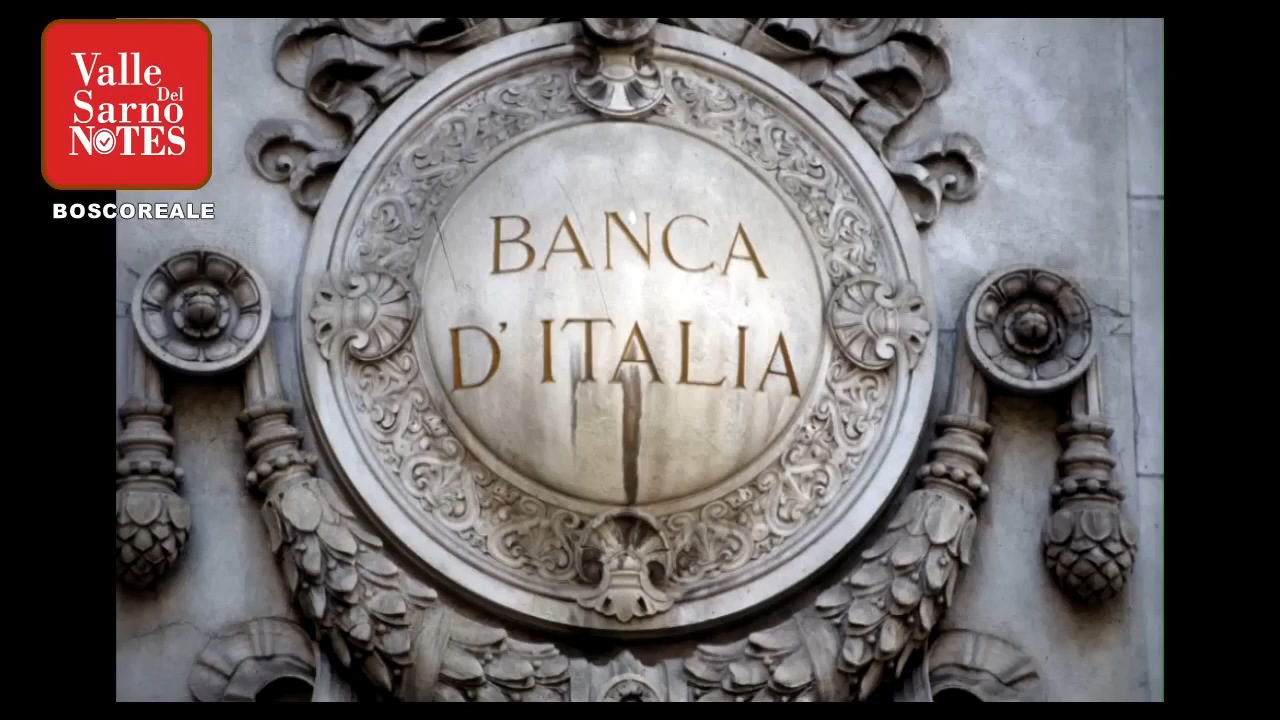 Valle
Del
Sarno
NOTES
BOSCOREALE
BANCA
D'ITALIA